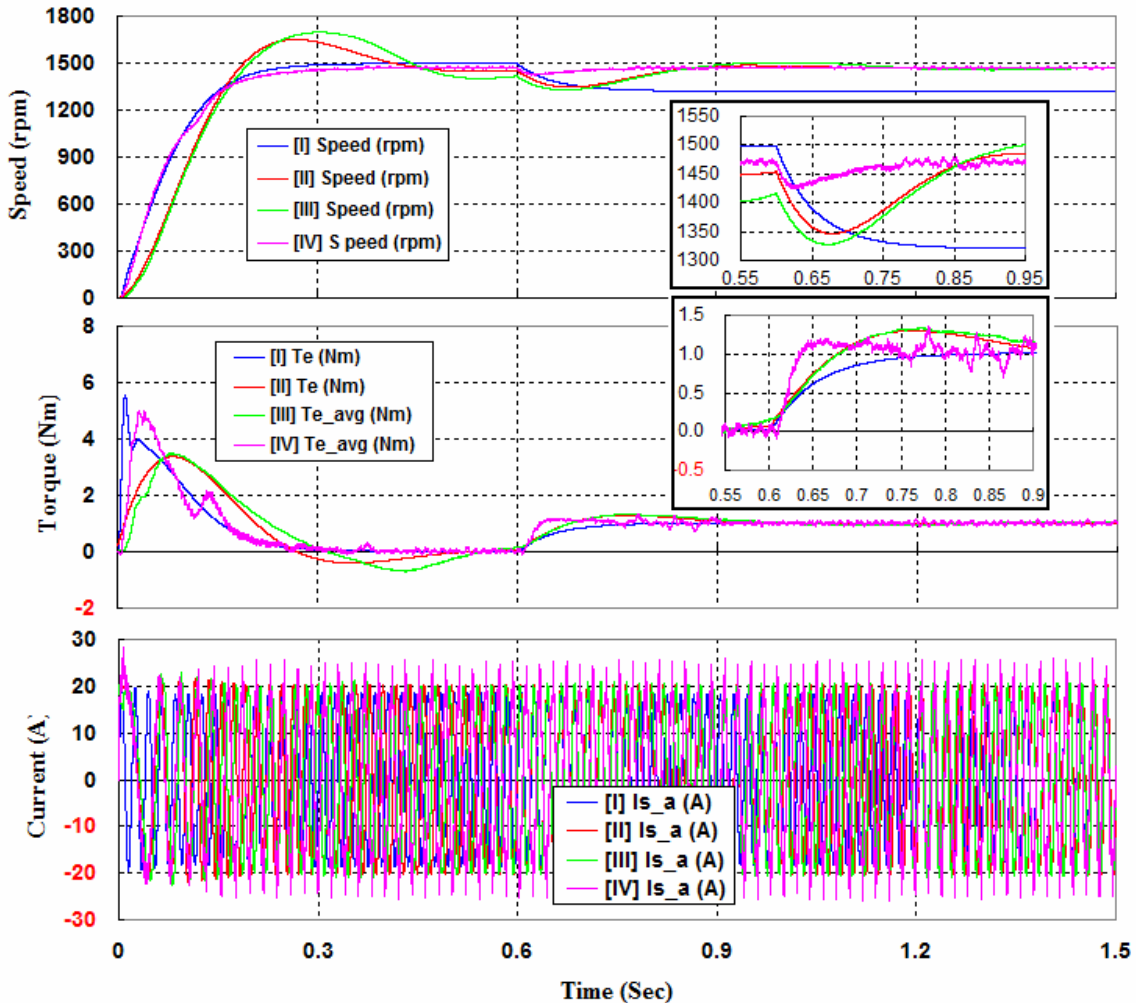 1800
1500
1200
900
600
300
0
Speed (rpm)
[I] Speed (rpm)
[II] Speed (rpm)
[III] Speed (rpm)
[IV] S peed (rpm)
1550
1500
1450
1400
1350
1300
0.55 0.65 0.75 0.85 0.95
8
6
4
2
0
-2
Torque (Nm)
[I] Te (Nm)
[II] Te (Nm)
[III] Te_avg (Nm)
[IV] Te_avg (Nm)
1.5
1.0
0.5
0.0
-0.5
0.55 0.6 0.65 0.7 0.75 0.8 0.85 0.9
30
20
10
0
-10
-20
-30
Current (A)
[I] Is_a (A)
[II] Is_a (A)
[III] Is_a (A)
[IV] Is_a (A)
0 0.3 0.6 0.9 1.2 1.5
Time (Sec)